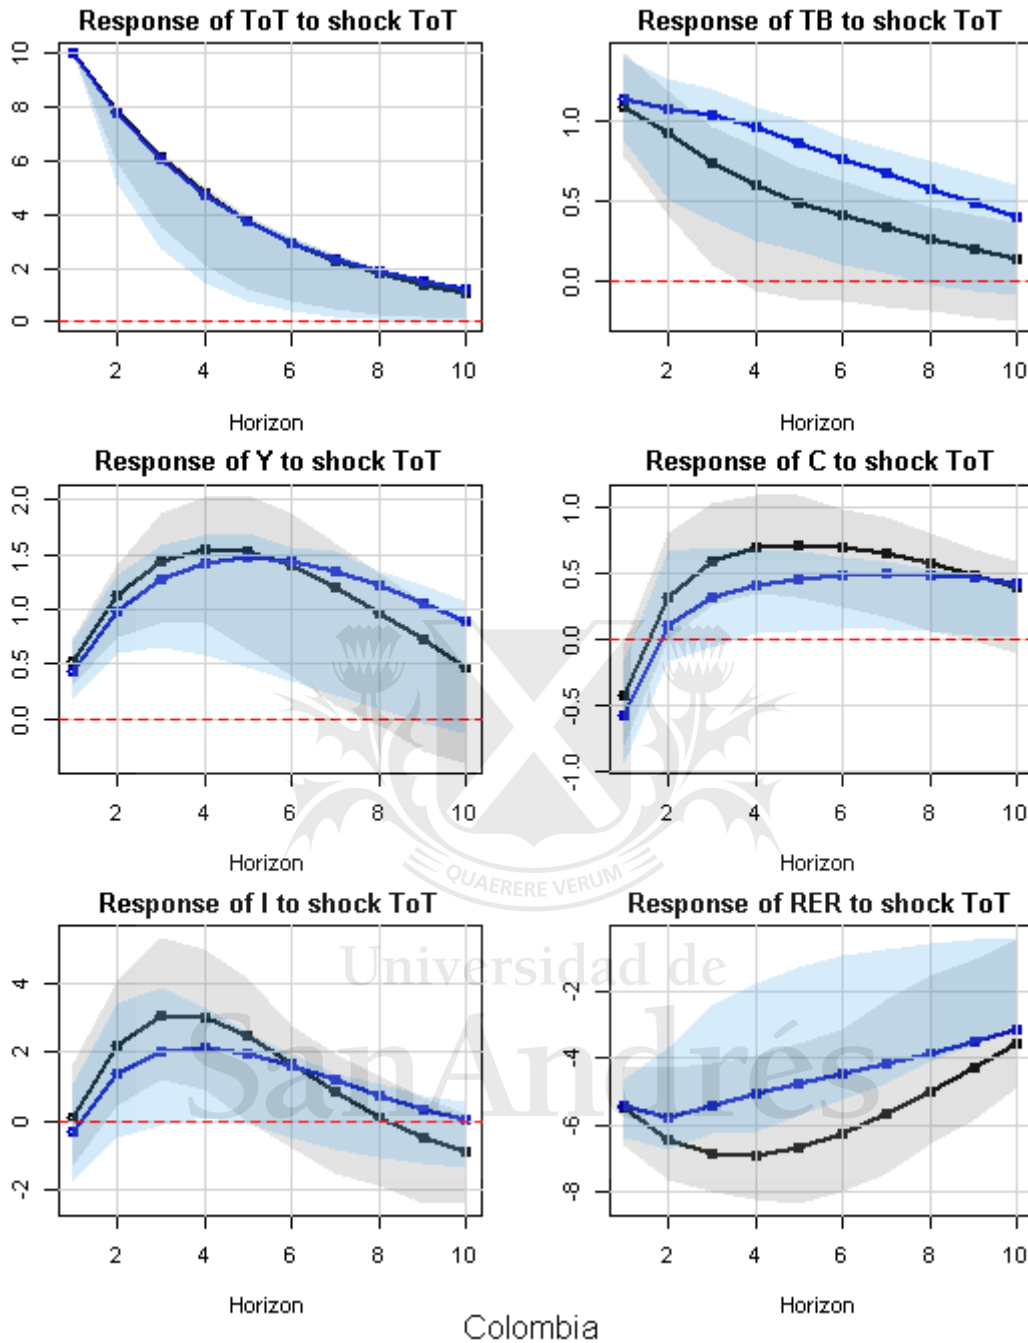 Response of ToT to shock ToT
0 2 4 6 8 10
2 4 6 8 10
Horizon
Response of TB to shock ToT
0.0 0.5 1.0
2 4 6 8 10
Horizon
Response of Y to shock ToT
0.0 0.5 1.0 1.5 2.0
2 4 6 8 10
Horizon
Response of C to shock ToT
-1.0 -0.5 0.0 0.5 1.0
2 4 6 8 10
Horizon
QUAERERE VERUM
Response of I to shock ToT
-2 0 2 4
2 4 6 8 10
Horizon
Response of RER to shock ToT
-8 -6 -4 -2
2 4 6 8 10
Horizon
Universidad de
SanAndrés
Colombia